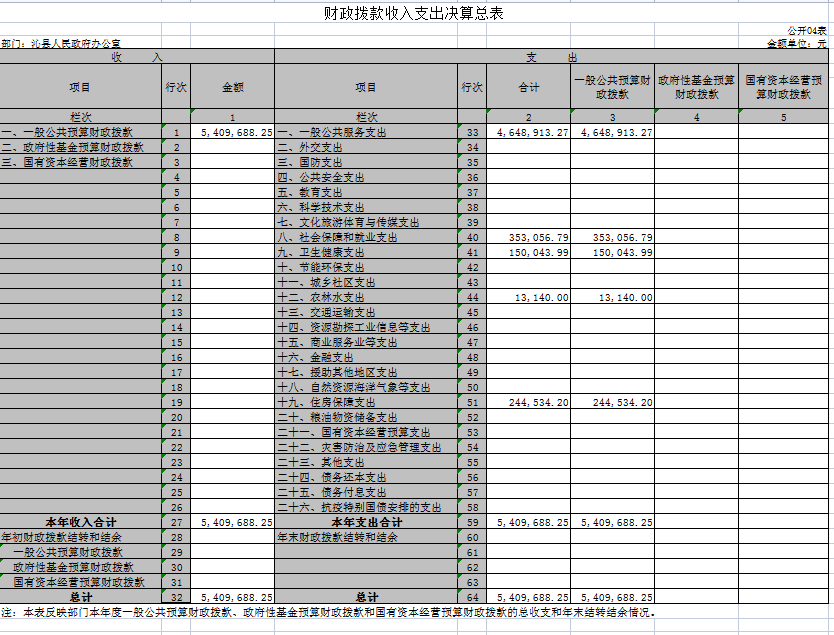 财政拨款收入支出决算总表
公开04表
部门：沁县人民政府办公室 金额单位：元
收 入 支 出
项目 行次 金额 项目 行次 合计 一般公共预算财政拨款 政府性基金预算财政拨款 国有资本经营预算财政拨款
栏次 1 栏次 2 3 4 5
一、一般公共预算财政拨款 1 5,409,688.25 一、一般公共服务支出 33 4,648,913.27 4,648,913.27
二、政府性基金预算财政拨款 2 二、外交支出 34
三、国有资本经营财政拨款 3 三、国防支出 35
4 四、公共安全支出 36
5 五、教育支出 37
6 六、科学技术支出 38
7 七、文化旅游体育与传媒支出 39
8 八、社会保障和就业支出 40 353,056.79 353,056.79
9 九、卫生健康支出 41 150,043.99 150,043.99
10 十、节能环保支出 42
11 十一、城乡社区支出 43
12 十二、农林水支出 44 13,140.00 13,140.00
13 十三、交通运输支出 45
14 十四、资源勘探工业信息等支出 46
15 十五、商业服务业等支出 47
16 十六、金融支出 48
17 十七、援助其他地区支出 49
18 十八、自然资源海洋气象等支出 50
19 十九、住房保障支出 51 244,534.20 244,534.20
20 二十、粮油物资储备支出 52
21 二十一、国有资本经营预算支出 53
22 二十二、灾害防治及应急管理支出 54
23 二十三、其他支出 55
24 二十四、债务还本支出 56
25 二十五、债务付息支出 57
26 二十六、抗疫特别国债安排的支出 58
本年收入合计 27 5,409,688.25 本年支出合计 59 5,409,688.25 5,409,688.25
年初财政拨款结转和结余 28 年末财政拨款结转和结余 60
一般公共预算财政拨款 29 61
政府性基金预算财政拨款 30 62
国有资本经营预算财政拨款 31 63
总计 32 5,409,688.25 总计 64 5,409,688.25 5,409,688.25
注：本表反映部门本年度一般公共预算财政拨款、政府性基金预算财政拨款和国有资本经营预算财政拨款的总收支和年末结转结余情况。